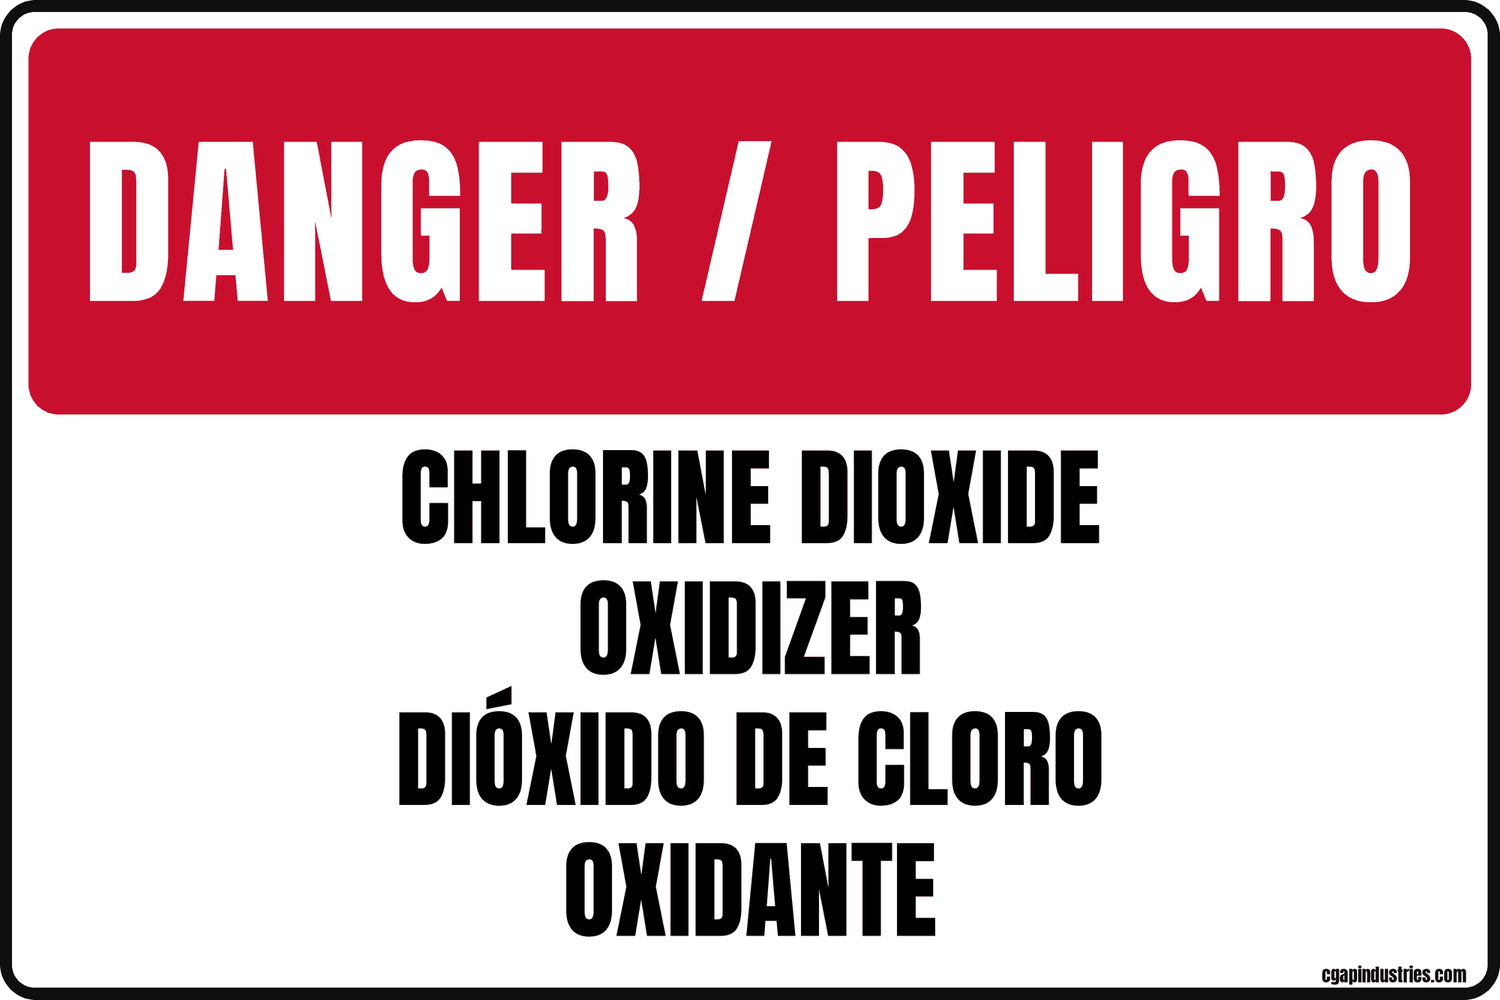 DANGER / PELIGRO
CHLORINE DIOXIDE
OXIDIZER
DIÓXIDO DE CLORO
OXIDANTE
cgapindustries.com